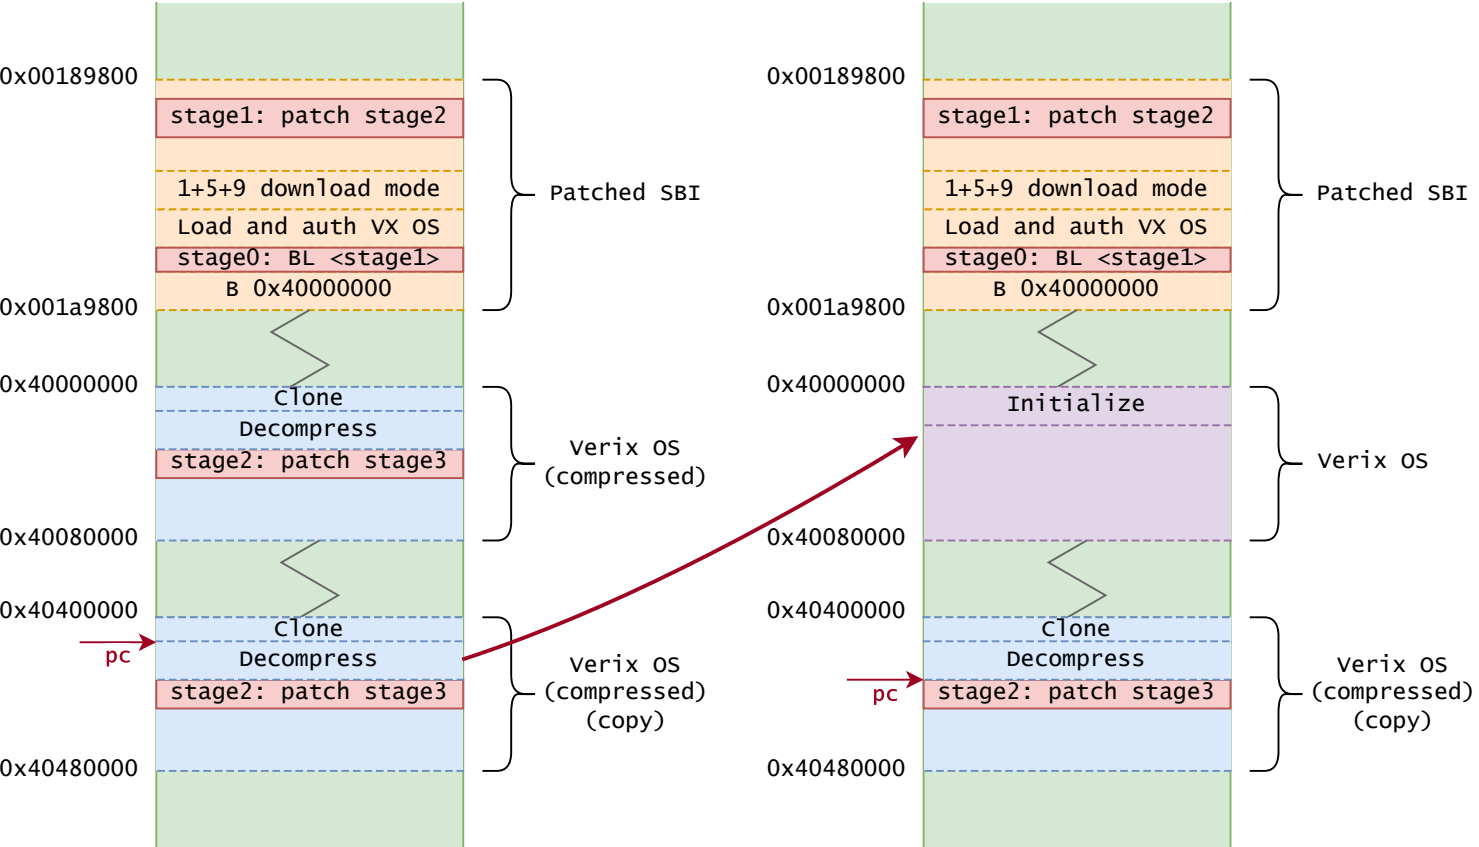 0x00189800
stage1: patch stage2
1+5+9 download mode
Patched SBI
Load and auth VX OS
stage0: BL <stage1>
B 0x40000000
0x001a9800
0x40000000
Clone
Decompress
Verix OS
(compressed)
stage2: patch stage3
0x40080000
0x40400000
Clone
pc
Decompress
Verix OS
(compressed)
(copy)
stage2: patch stage3
0x40480000
0x00189800
stage1: patch stage2
1+5+9 download mode
Patched SBI
Load and auth VX OS
stage0: BL <stage1>
B 0x40000000
0x001a9800
0x40000000
Initialize
Verix OS
0x40080000
0x40400000
Clone
Decompress
Verix OS
(compressed)
(copy)
pc
stage2: patch stage3
0x40480000